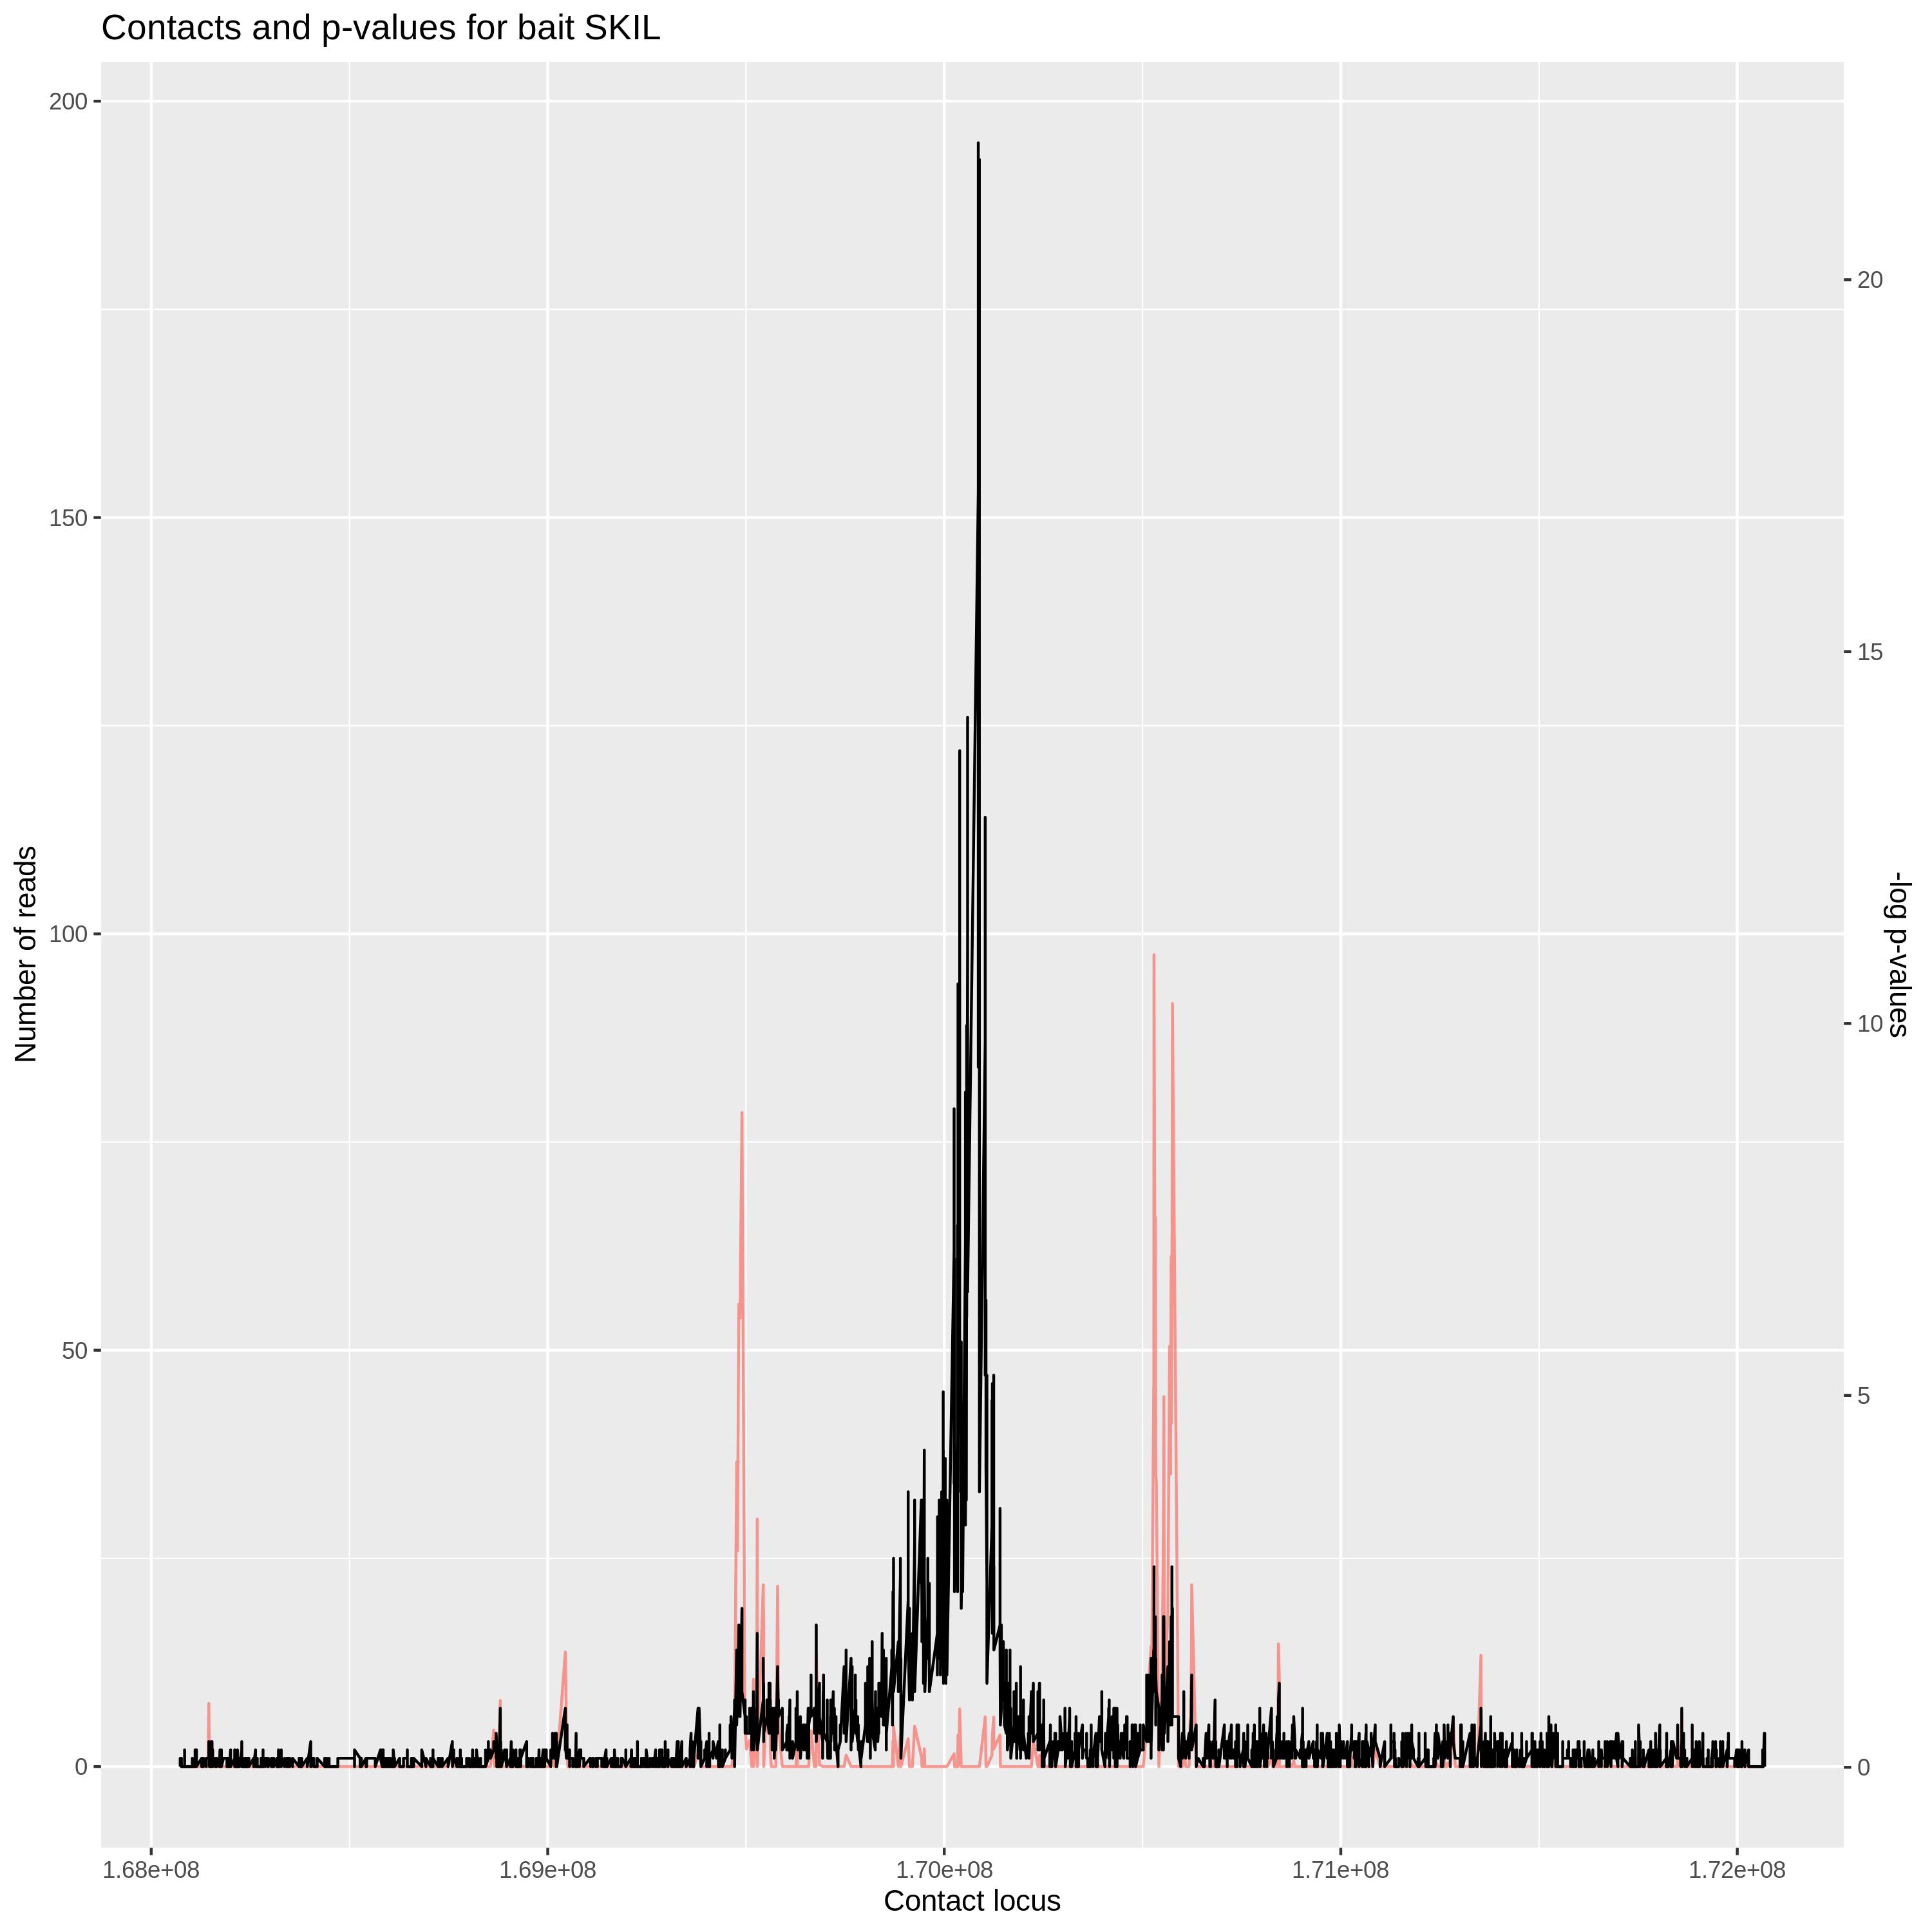 Contacts and p-values for bait SKIL
200
150
100
50
0
Number of reads
20
15
10
5
0
-log p-values
1.68e+08 1.69e+08 1.70e+08 1.71e+08 1.72e+08
Contact locus